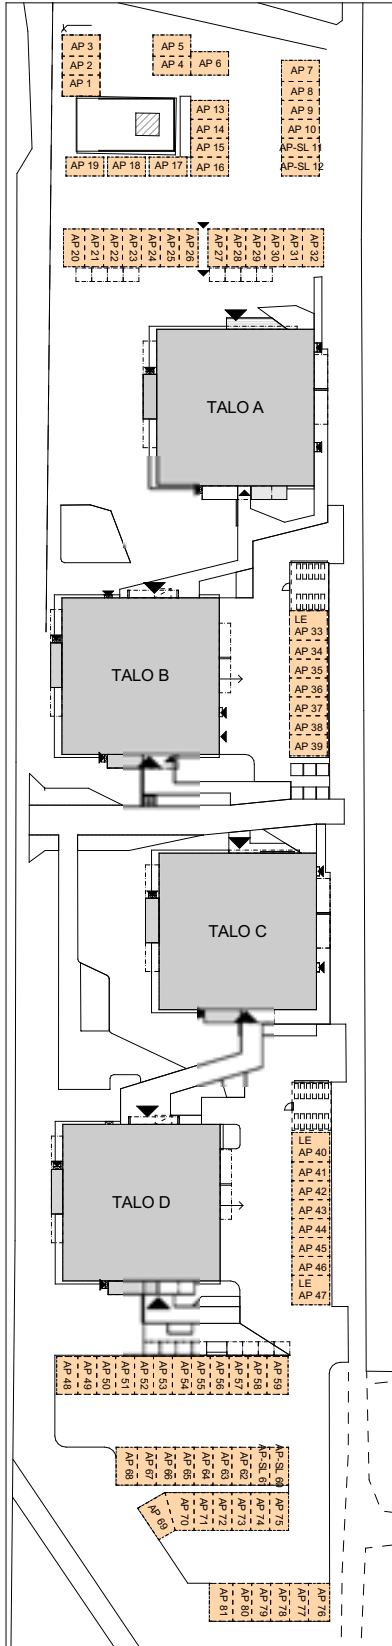 AP 3
AP 2
AP 1
AP 5
AP 4
AP 6
AP 7
AP 8
AP 9
AP 10
AP-SL 11
AP-SL 12
AP 13
AP 14
AP 15
AP 16
AP 19
AP 18
AP 17
AP 20
AP 21
AP 22
AP 23
AP 24
AP 25
AP 26
AP 27
AP 28
AP 29
AP 30
AP 31
AP 32
TALO A
LE
AP 33
AP 34
AP 35
AP 36
AP 37
AP 38
AP 39
TALO B
TALO C
LE
AP 40
AP 41
AP 42
AP 43
AP 44
AP 45
AP 46
LE
AP 47
TALO D
AP 48
AP 49
AP 50
AP 51
AP 52
AP 53
AP 54
AP 55
AP 56
AP 57
AP 58
AP 59
AP 68
AP 67
AP 66
AP 65
AP 64
AP 63
AP 62
AP-SL 61
AP-SL 60
AP 69
AP 70
AP 71
AP 72
AP 73
AP 74
AP 75
AP 81
AP 80
AP 79
AP 78
AP 77
AP 76